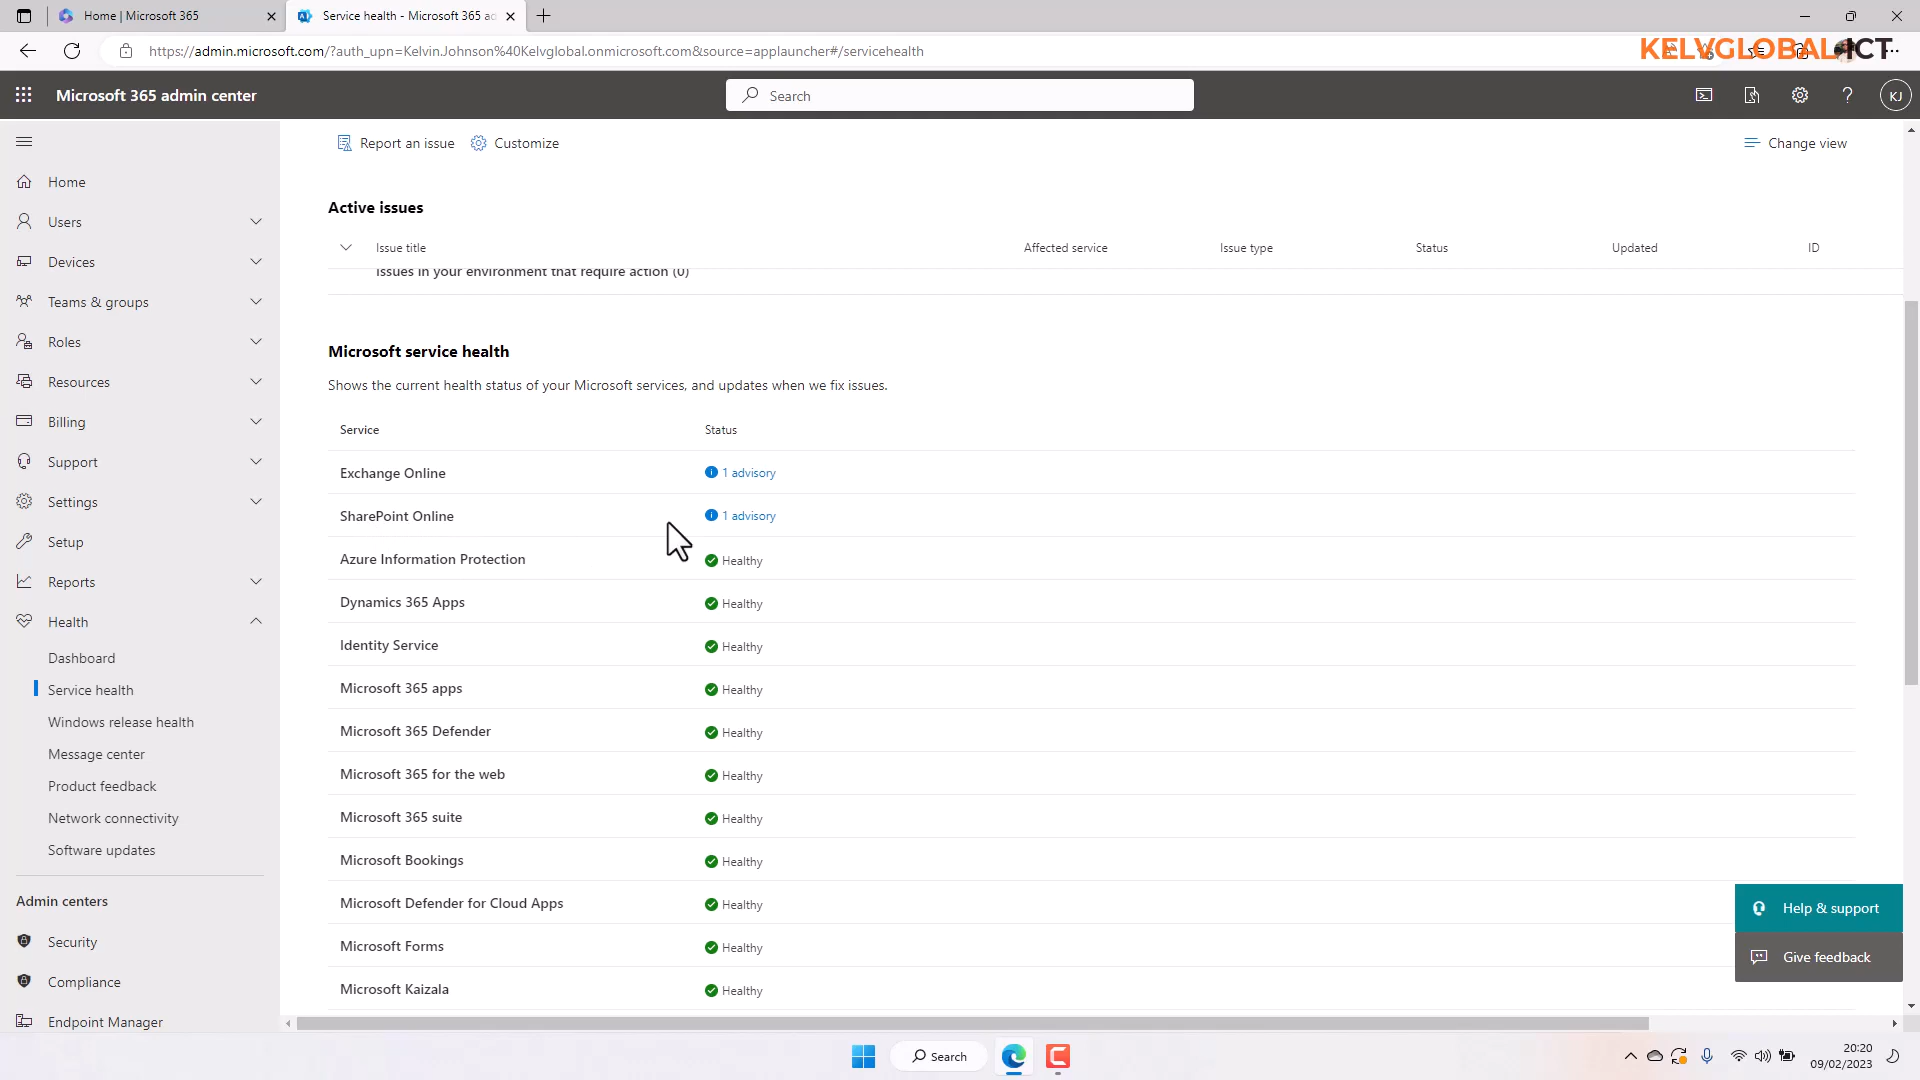 Home | Microsoft 365
Service health - Microsoft 365 ac
https://admin.microsoft.com/?auth_upn=Kelvin.Johnson%40Kelvglobal.onmicrosoft.com&source=applauncher#/servicehealth
KELVGLOBAL ICT
Microsoft 365 admin center
Search
KJ
Report an issue
Customize
Change view
Home
Users
Devices
Teams & groups
Roles
Resources
Billing
Support
Settings
Setup
Reports
Health
Dashboard
Service health
Windows release health
Message center
Product feedback
Network connectivity
Software updates
Admin centers
Security
Compliance
Endpoint Manager
Active issues
Issue title Affected service Issue type Status Updated ID
Issues in your environment that require action (0)
Microsoft service health
Shows the current health status of your Microsoft services, and updates when we fix issues.
Service Status
Exchange Online 1 advisory
SharePoint Online 1 advisory
Azure Information Protection Healthy
Dynamics 365 Apps Healthy
Identity Service Healthy
Microsoft 365 apps Healthy
Microsoft 365 Defender Healthy
Microsoft 365 for the web Healthy
Microsoft 365 suite Healthy
Microsoft Bookings Healthy
Microsoft Defender for Cloud Apps Healthy
Microsoft Forms Healthy
Microsoft Kaizala Healthy
Help & support
Give feedback
Search
20:20
09/02/2023